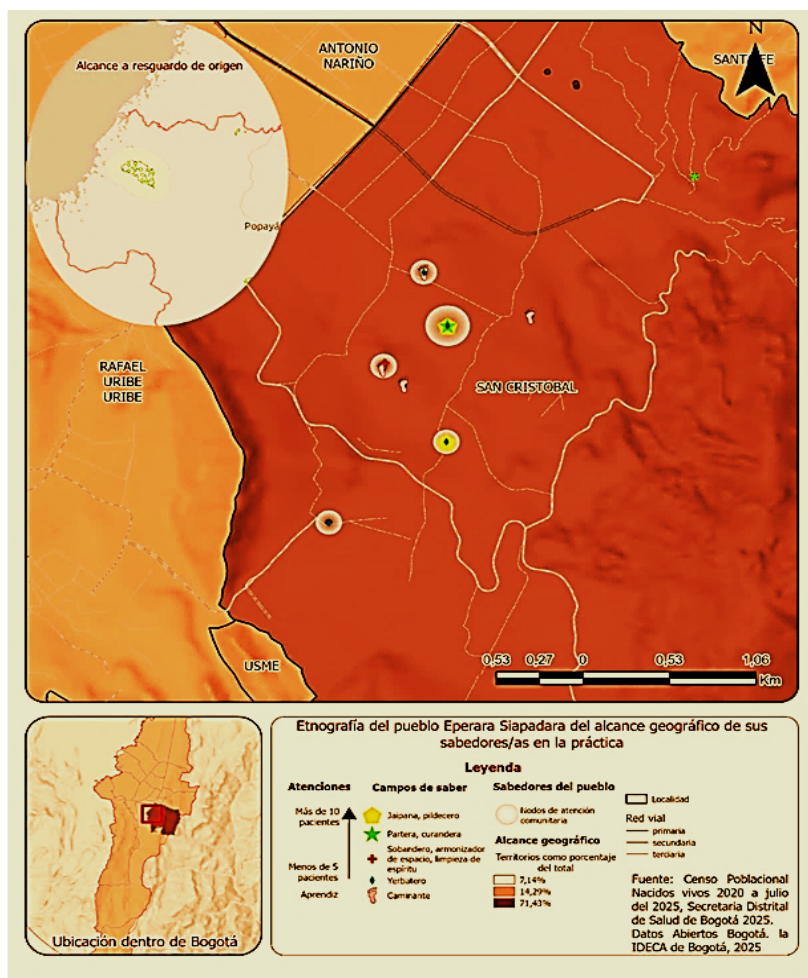 Alcance a resguardo de origen
ANTONIO
NARIÑO
N
SANTA FE
Popayá
RAFAEL
URIBE
URIBE
SAN CRISTOBAL
USME
0,53 0,27 0 0,53 1,06
Km
Ubicación dentro de Bogotá
Etnografía del pueblo Eperara Siapadara del alcance geográfico de sus
sabedores/as en la práctica
Leyenda
Atenciones
Más de 10
pacientes
Menos de 5
pacientes
Aprendiz
Campos de saber
Jaipana, pildecero
Partera, curandera
Sobandero, armonizador
de espacio, limpieza de
espíritu
Yerbatero
Caminante
Sabedores del pueblo
Nodos de atención
comunitaria
Alcance geográfico
Territorios como porcentaje
del total
7,14%
14,29%
71,43%
Localidad
Red vial
primaria
secundaria
terciaria
Fuente: Censo Poblacional
Nacidos vivos 2020 a julio
del 2025, Secretaria Distrital
de Salud de Bogotá 2025.
Datos Abiertos Bogotá. la
IDECA de Bogotá, 2025